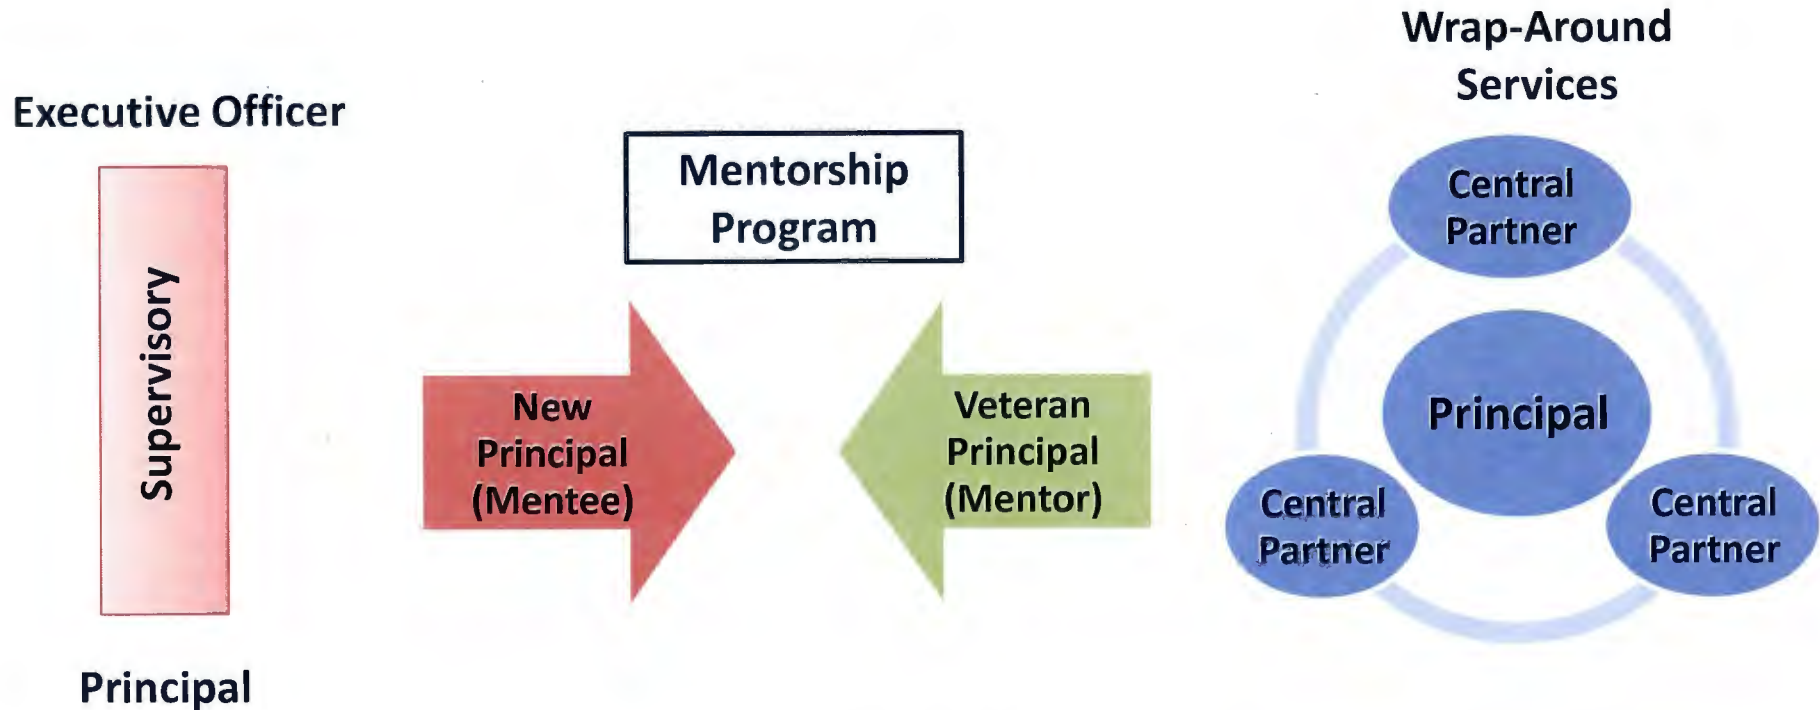 Executive Officer
Supervisory
Principal
Mentorship
Program
New
Principal
(Mentee)
Veteran
Principal
(Mentor)
Wrap-Around
Services
Central
Partner
Principal
Central
Partner
Central
Partner